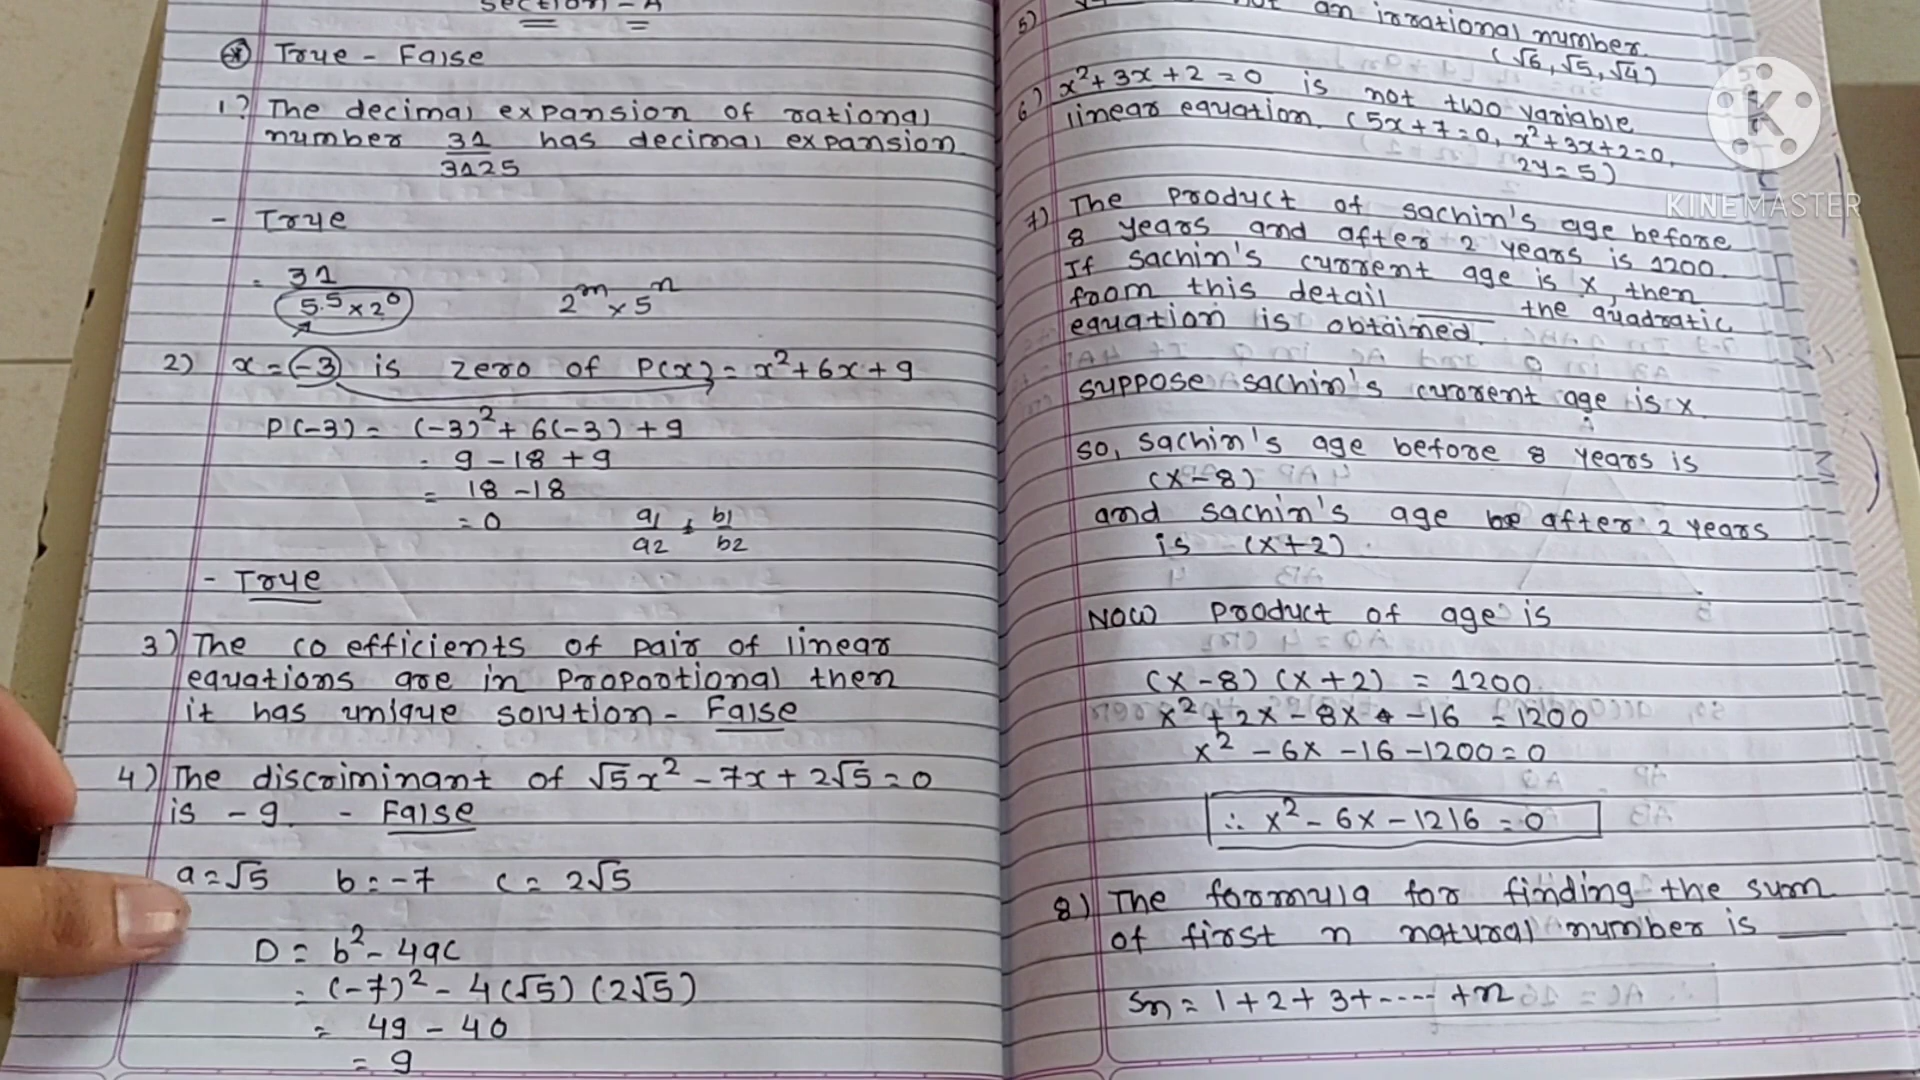 Section - A
* True - False
1? The decimal expansion of rational
number 31/3125 has decimal expansion
- True
= 31/5.5 × 2^0 2^m × 5^n
2) x = -3 is zero of P(x) = x² + 6x + 9
P(-3) = (-3)² + 6(-3) + 9
= 9 - 18 + 9
= 18 - 18
= 0 a1/a2 ≠ b1/b2
- True
3) The co efficients of pair of linear
equations are in propootional then
it has unique solution - False
4) The discriminant of √5x² - 7x + 2√5 = 0
is -9. - False
a = √5 b = -7 c = 2√5
D = b² - 4ac
= (-7)² - 4(√5)(2√5)
= 49 - 40
= 9
5) an irrational number.
(√6, √5, √4)
6) x² + 3x + 2 = 0 is not two variable
linear equation. (5x + 7 = 0, x² + 3x + 2 = 0,
2y = 5)
7) The product of sachin's age before
8 years and after 2 years is 1200.
If sachin's current age is x, then
from this detail ____ the quadratic
equation is obtained.
suppose sachin's current age is x
so, sachin's age before 8 years is
(x - 8)
and sachin's age after 2 years
is (x + 2)
Now product of age is
(x - 8) (x + 2) = 1200
x² + 2x - 8x - 16 = 1200
x² - 6x - 16 - 1200 = 0
∴ x² - 6x - 1216 = 0
8) The formula for finding the sum
of first n natural number is ____
Sn = 1 + 2 + 3 + ---- + n
K
KINEMASTER